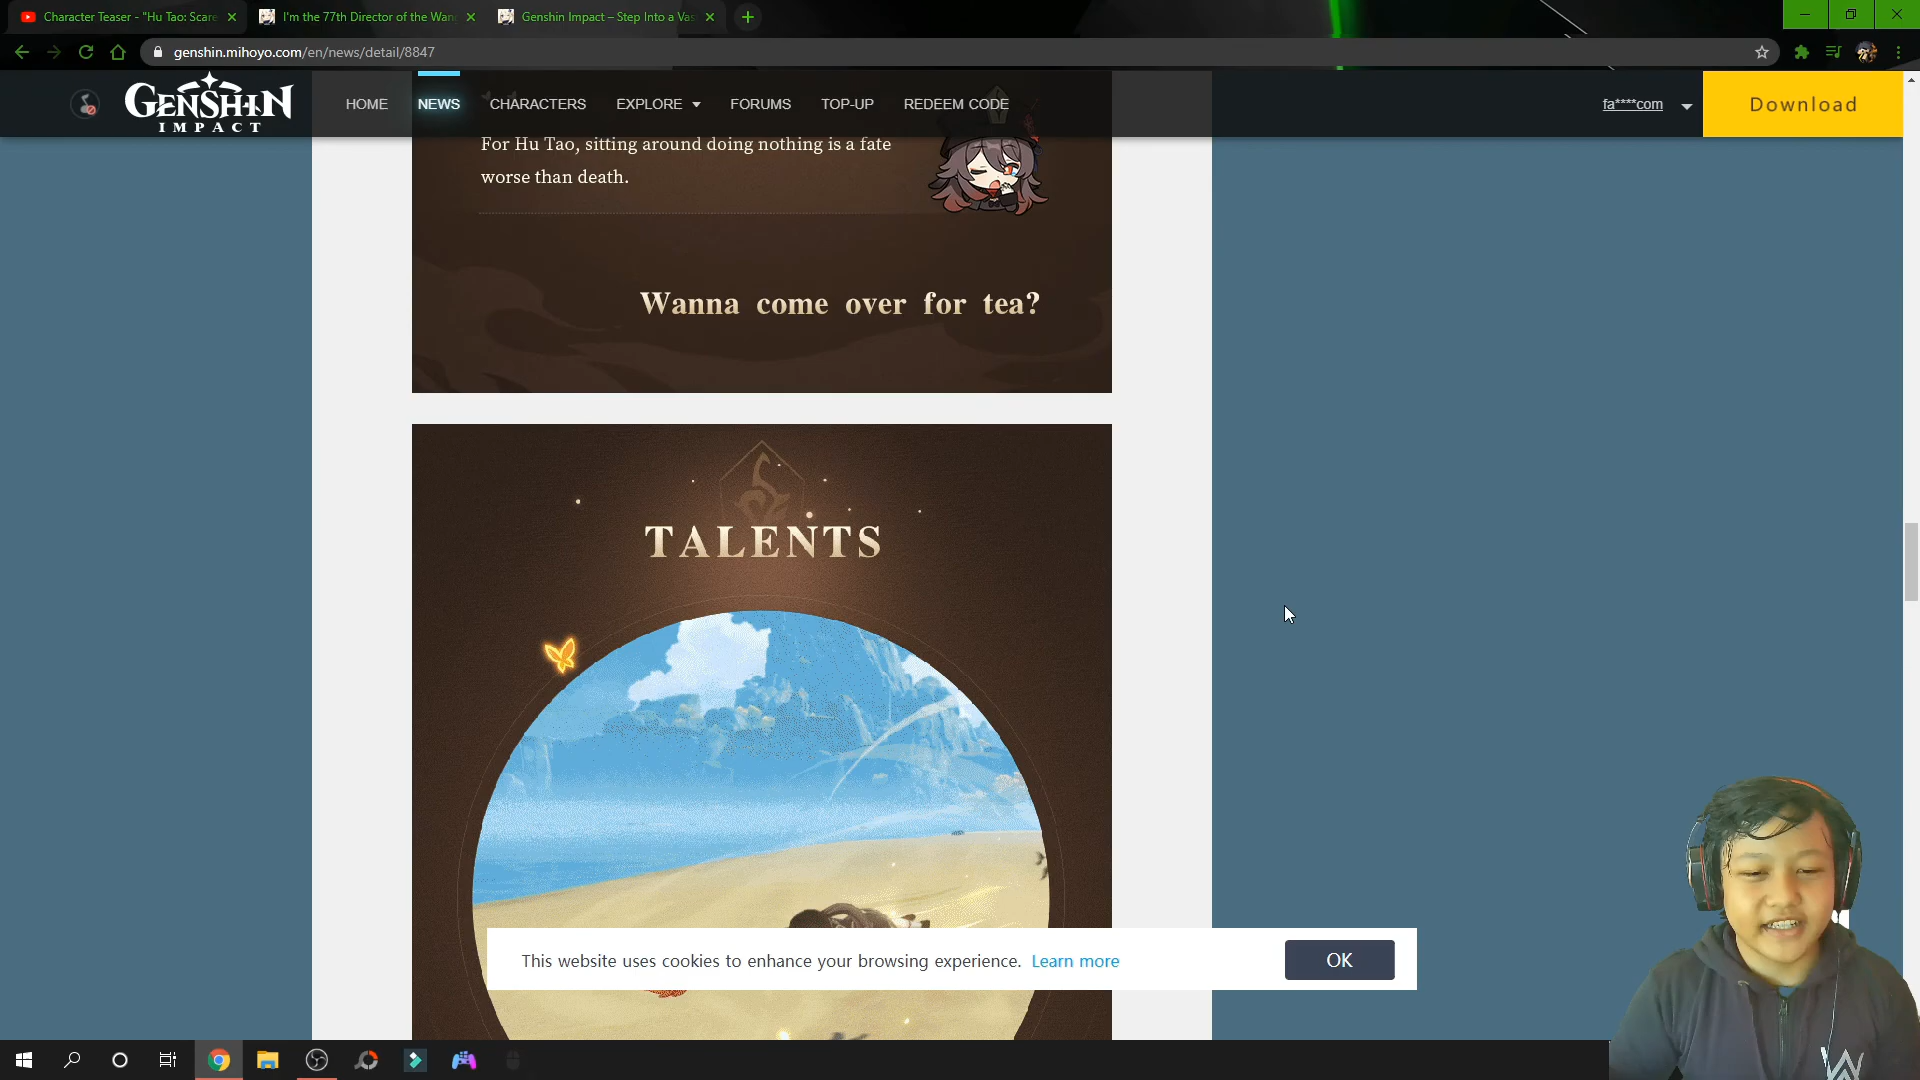 Character Teaser - "Hu Tao: Scare
I'm the 77th Director of the Wan
Genshin Impact – Step Into a Vas
genshin.mihoyo.com/en/news/detail/8847
GENSHIN
IMPACT
HOME
NEWS
CHARACTERS
EXPLORE
FORUMS
TOP-UP
REDEEM CODE
fa****com
Download
For Hu Tao, sitting around doing nothing is a fate
worse than death.
Wanna come over for tea?
TALENTS
This website uses cookies to enhance your browsing experience. Learn more
OK